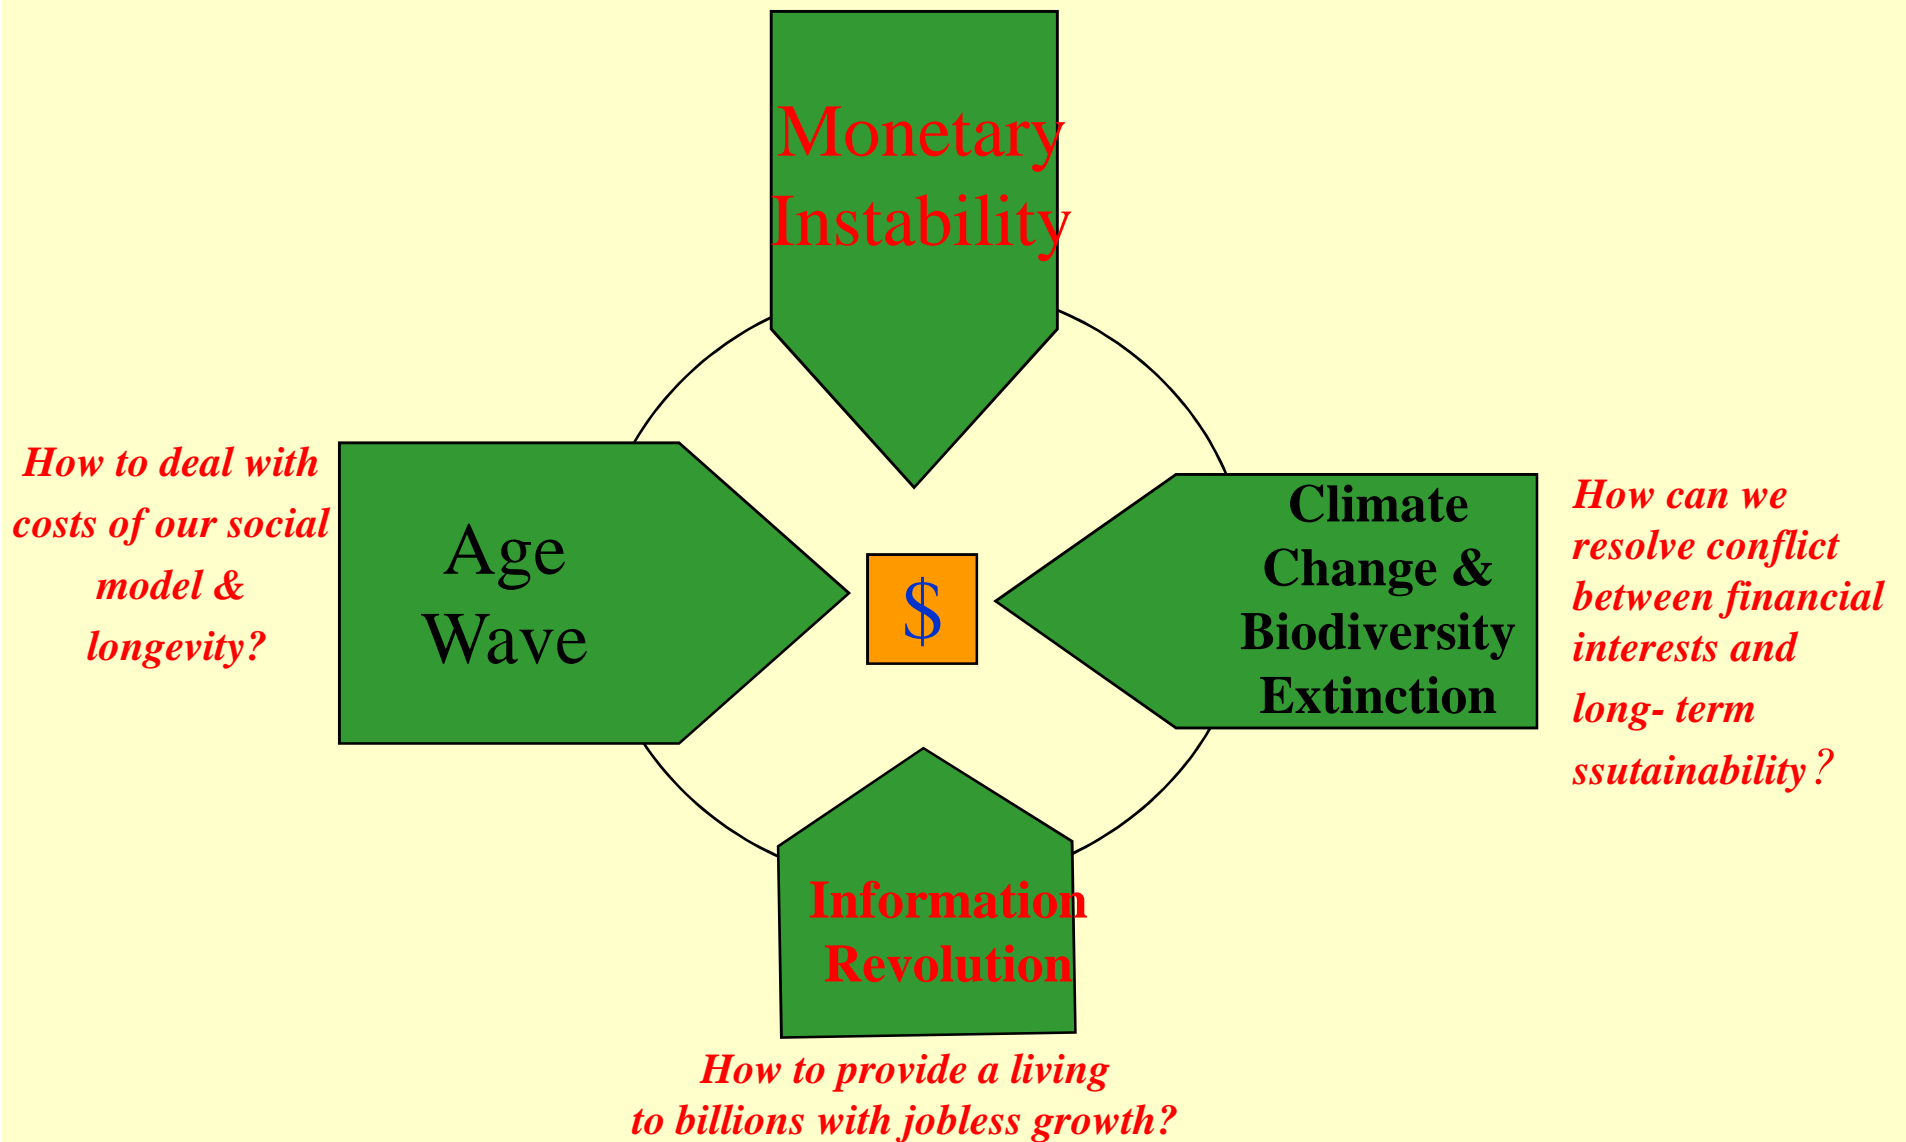 Monetary
Instability
How to deal with
costs of our social
model &
longevity?
Age
Wave
$
Climate
Change &
Biodiversity
Extinction
How can we
resolve conflict
between financial
interests and
long- term
ssutainability?
Information
Revolution
How to provide a living
to billions with jobless growth?